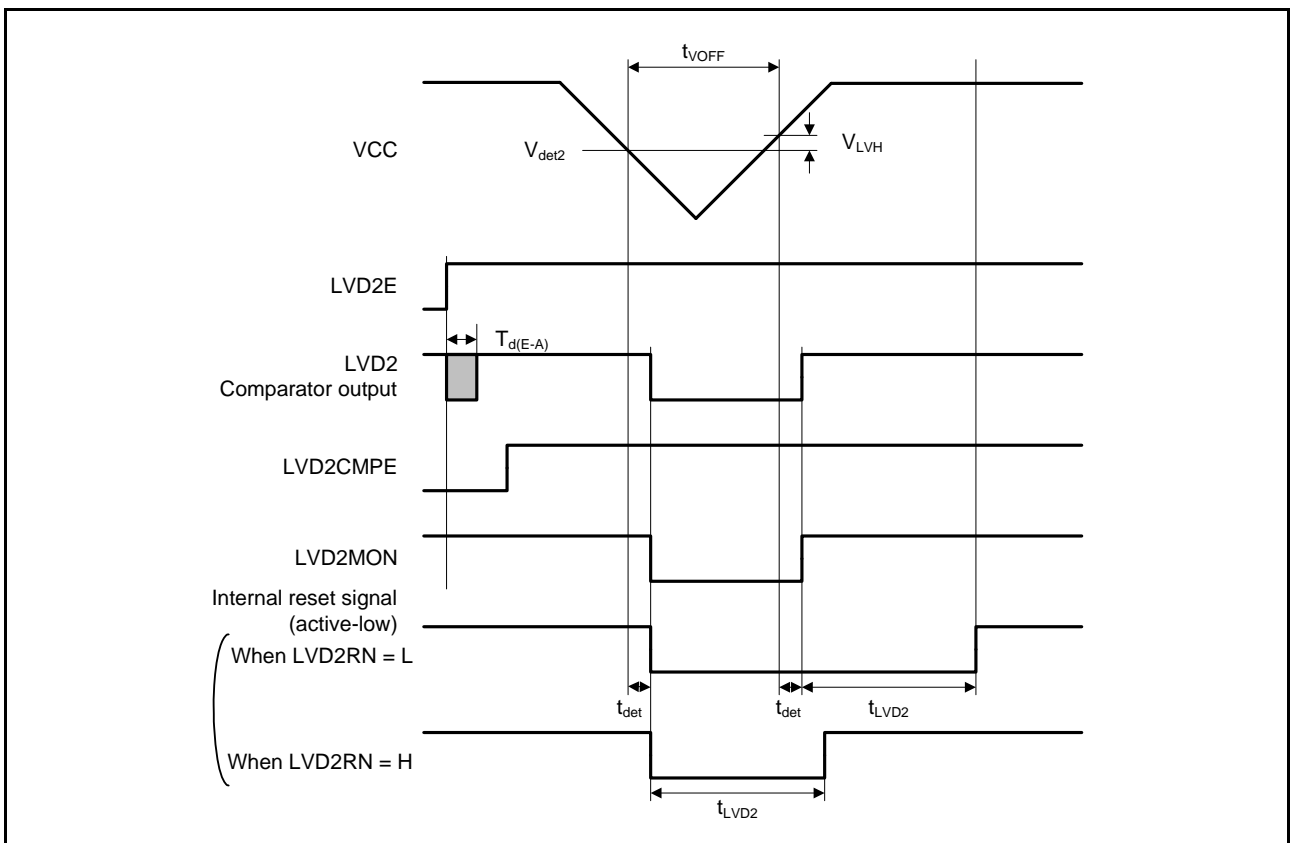 tVOFF
VCC
Vdet2
VLVH
LVD2E
Td(E-A)
LVD2
Comparator output
LVD2CMPE
LVD2MON
Internal reset signal
(active-low)
When LVD2RN = L
tdet
tdet
tLVD2
When LVD2RN = H
tLVD2